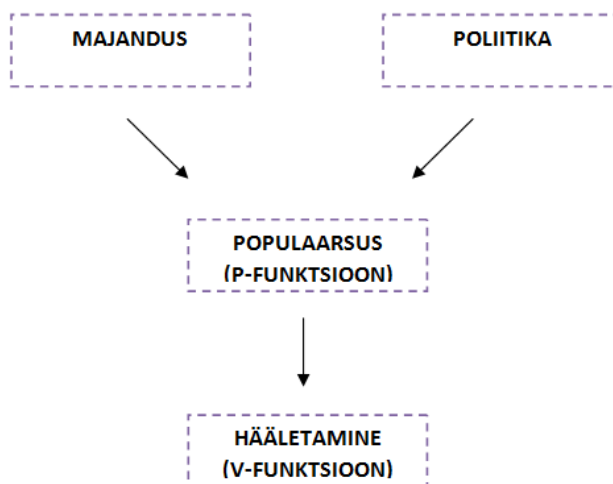 MAJANDUS
POLIITIKA
POPULAARSUS
(P-FUNKTSIOON)
HÄÄLETAMINE
(V-FUNKTSIOON)